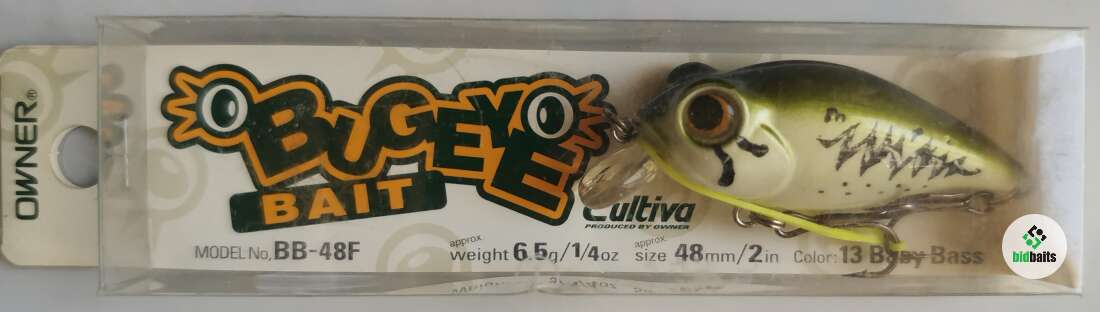 OWNER®
BUGEYE
BAIT
Cultiva
PRODUCED BY OWNER
MODEL No, BB-48F approx. weight 6.5g/1/4oz approx. size 48mm/2in Color: 13 Baby Bass
bidbaits